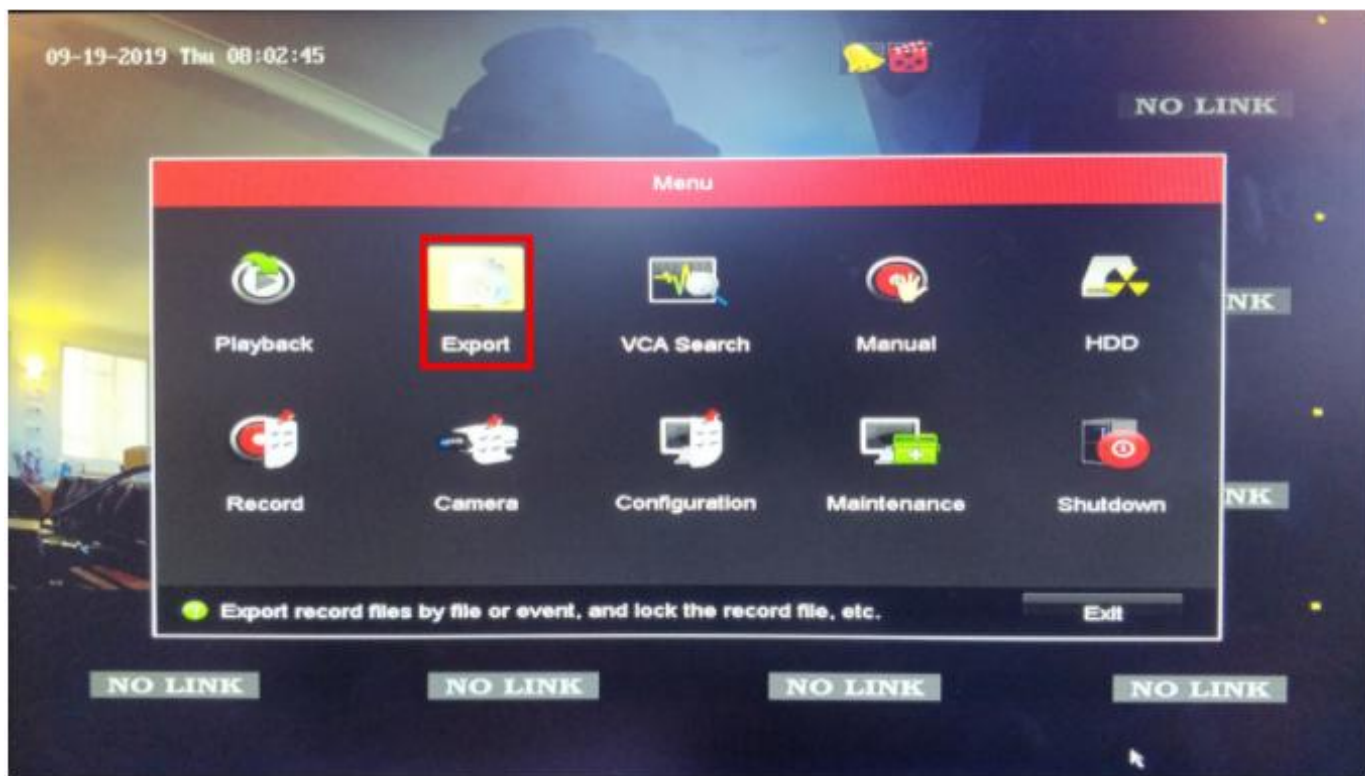 09-19-2019 Thu 08:02:45
NO LINK
Menu
NK
Playback
Export
VCA Search
Manual
HDD
Record
Camera
Configuration
Maintenance
Shutdown
NK
Export record files by file or event, and lock the record file, etc.
Exit
NO LINK
NO LINK
NO LINK
NO LINK